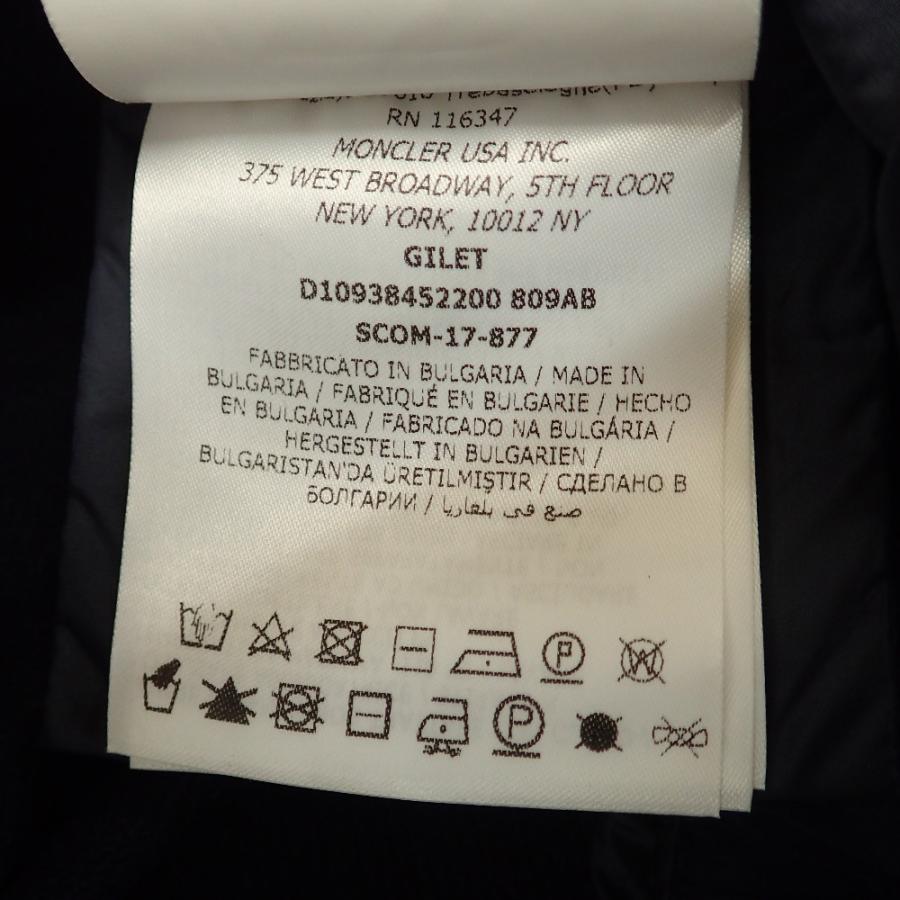 RN 116347
MONCLER USA INC.
375 WEST BROADWAY, 5TH FLOOR
NEW YORK, 10012 NY
GILET
D10938452200 809AB
SCOM-17-877
FABBRICATO IN BULGARIA / MADE IN
BULGARIA / FABRIQUÉ EN BULGARIE / HECHO
EN BULGARIA / FABRICADO NA BULGÁRIA /
HERGESTELLT IN BULGARIEN /
BULGARISTAN'DA ÜRETILMIŞTIR / СДЕЛАНО В
БОЛГАРИИ / صنع في بلغاريا
P W
P